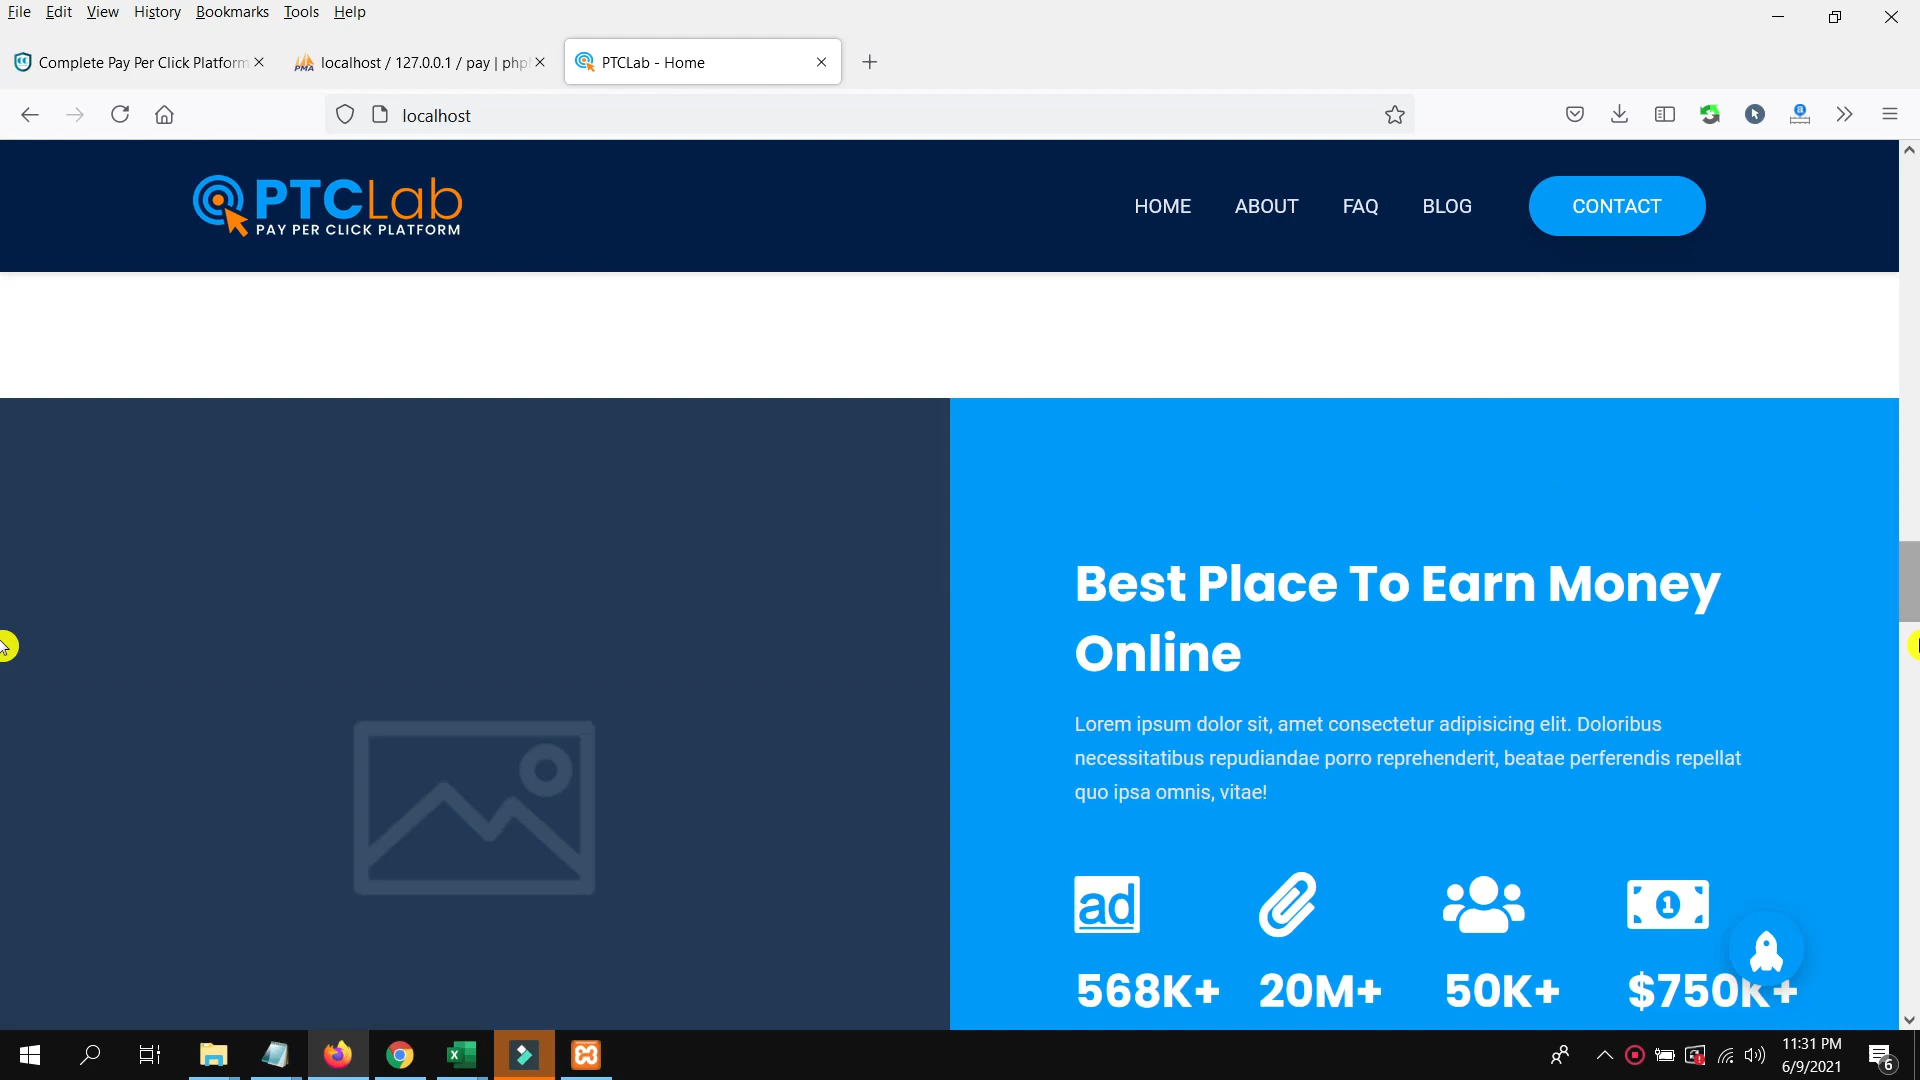 File Edit View History Bookmarks Tools Help
Complete Pay Per Click Platform
localhost / 127.0.0.1 / pay | php
PTCLab - Home
localhost
PTCLab
PAY PER CLICK PLATFORM
HOME ABOUT FAQ BLOG CONTACT
Best Place To Earn Money
Online
Lorem ipsum dolor sit, amet consectetur adipisicing elit. Doloribus
necessitatibus repudiandae porro reprehenderit, beatae perferendis repellat
quo ipsa omnis, vitae!
ad
1
568K+ 20M+ 50K+ $750K+
11:31 PM
6/9/2021
6